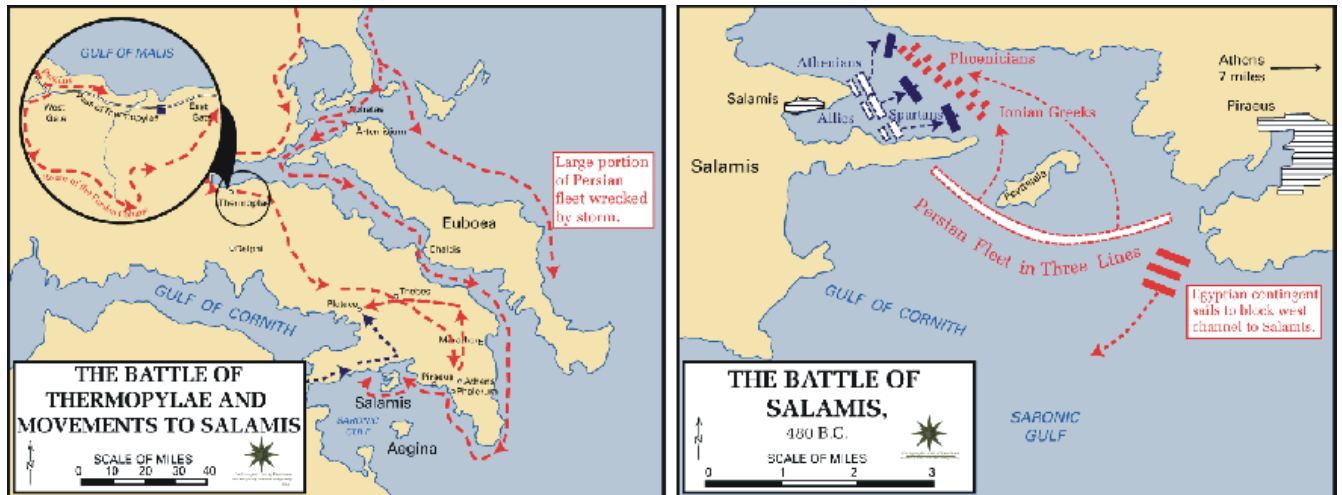 GULF OF MALIS
West
Gate
East
Gate
Thermopylae
Artemisium
Large portion
of Persian
fleet wrecked
by storm.
Euboea
Delphi
Chalcis
GULF OF CORNITH
Plataea
Thebes
Marathon
Piraeus
Athens
Phalerum
Salamis
SARONIC
GULF
Aegina
THE BATTLE OF
THERMOPYLAE AND
MOVEMENTS TO SALAMIS
N
SCALE OF MILES
0 10 20 30 40
Athenians
Phoenicians
Athens
7 miles
Salamis
Piraeus
Allies
Spartans
Ionian Greeks
Salamis
Persian Fleet in Three Lines
GULF OF CORNITH
Egyptian contingent
sails to block west
channel to Salamis.
SARONIC
GULF
THE BATTLE OF
SALAMIS,
480 B.C.
N
SCALE OF MILES
0 1 2 3